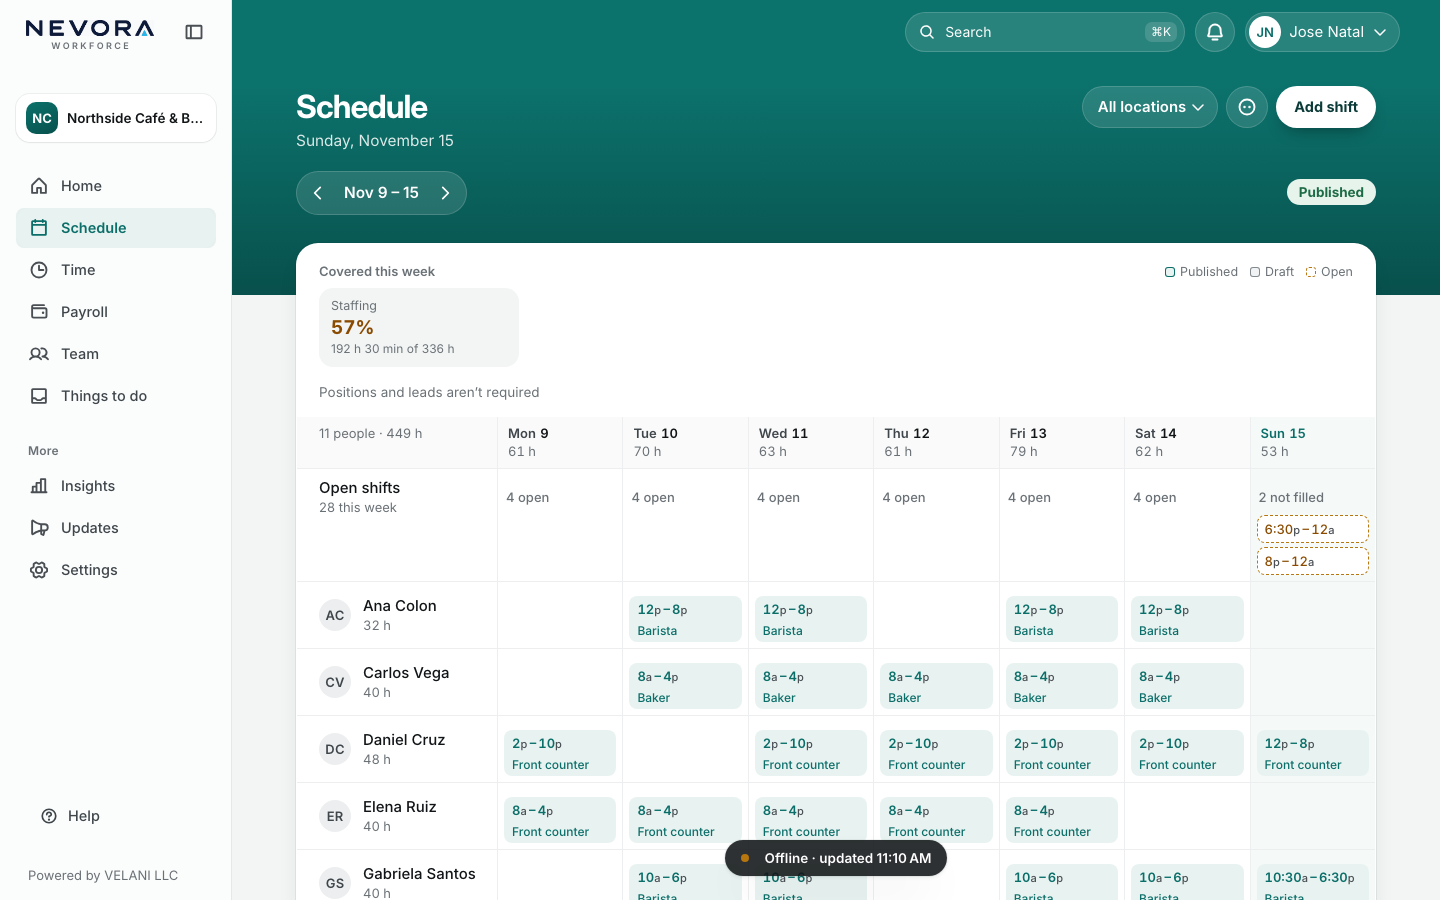 NEVORA
WORKFORCE
Search
⌘K
JN
Jose Natal
NC
Northside Café & B...
Schedule
Sunday, November 15
All locations
Add shift
Nov 9 – 15
Published
Home
Schedule
Time
Payroll
Team
Things to do
More
Insights
Updates
Settings
Help
Powered by VELANI LLC
Covered this week
Published
Draft
Open
Staffing
57%
192 h 30 min of 336 h
Positions and leads aren’t required
11 people · 449 h
Mon 9
61 h
Tue 10
70 h
Wed 11
63 h
Thu 12
61 h
Fri 13
79 h
Sat 14
62 h
Sun 15
53 h
Open shifts
28 this week
4 open
4 open
4 open
4 open
4 open
4 open
2 not filled
6:30p – 12a
8p – 12a
AC
Ana Colon
32 h
12p – 8p
Barista
12p – 8p
Barista
12p – 8p
Barista
12p – 8p
Barista
CV
Carlos Vega
40 h
8a – 4p
Baker
8a – 4p
Baker
8a – 4p
Baker
8a – 4p
Baker
8a – 4p
Baker
DC
Daniel Cruz
48 h
2p – 10p
Front counter
2p – 10p
Front counter
2p – 10p
Front counter
2p – 10p
Front counter
2p – 10p
Front counter
12p – 8p
Front counter
ER
Elena Ruiz
40 h
8a – 4p
Front counter
8a – 4p
Front counter
8a – 4p
Front counter
8a – 4p
Front counter
8a – 4p
Front counter
Offline · updated 11:10 AM
GS
Gabriela Santos
40 h
10a – 6p
Barista
10a – 6p
Barista
10a – 6p
Barista
10a – 6p
Barista
10:30a – 6:30p
Barista